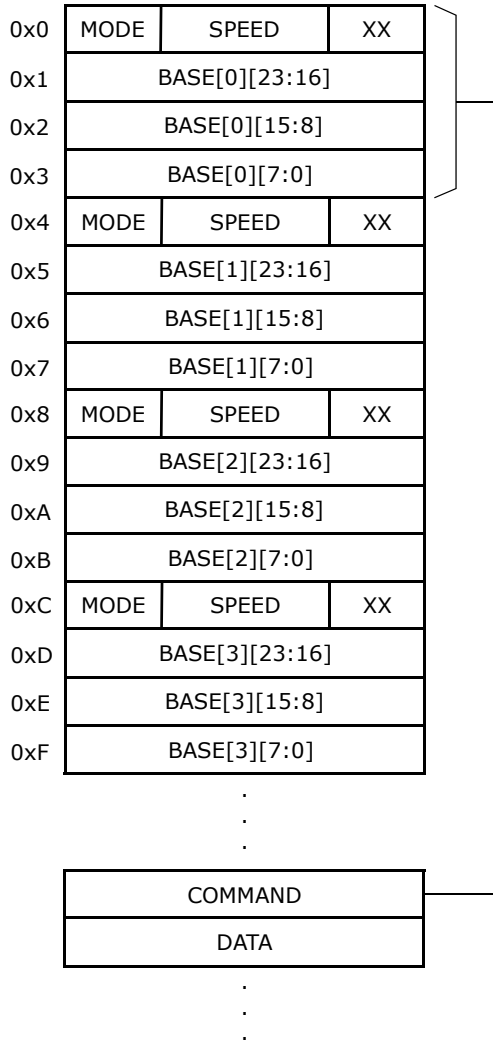 0x0 MODE SPEED XX
0x1 BASE[0][23:16]
0x2 BASE[0][15:8]
0x3 BASE[0][7:0]
0x4 MODE SPEED XX
0x5 BASE[1][23:16]
0x6 BASE[1][15:8]
0x7 BASE[1][7:0]
0x8 MODE SPEED XX
0x9 BASE[2][23:16]
0xA BASE[2][15:8]
0xB BASE[2][7:0]
0xC MODE SPEED XX
0xD BASE[3][23:16]
0xE BASE[3][15:8]
0xF BASE[3][7:0]
.
.
.
COMMAND
DATA
.
.
.